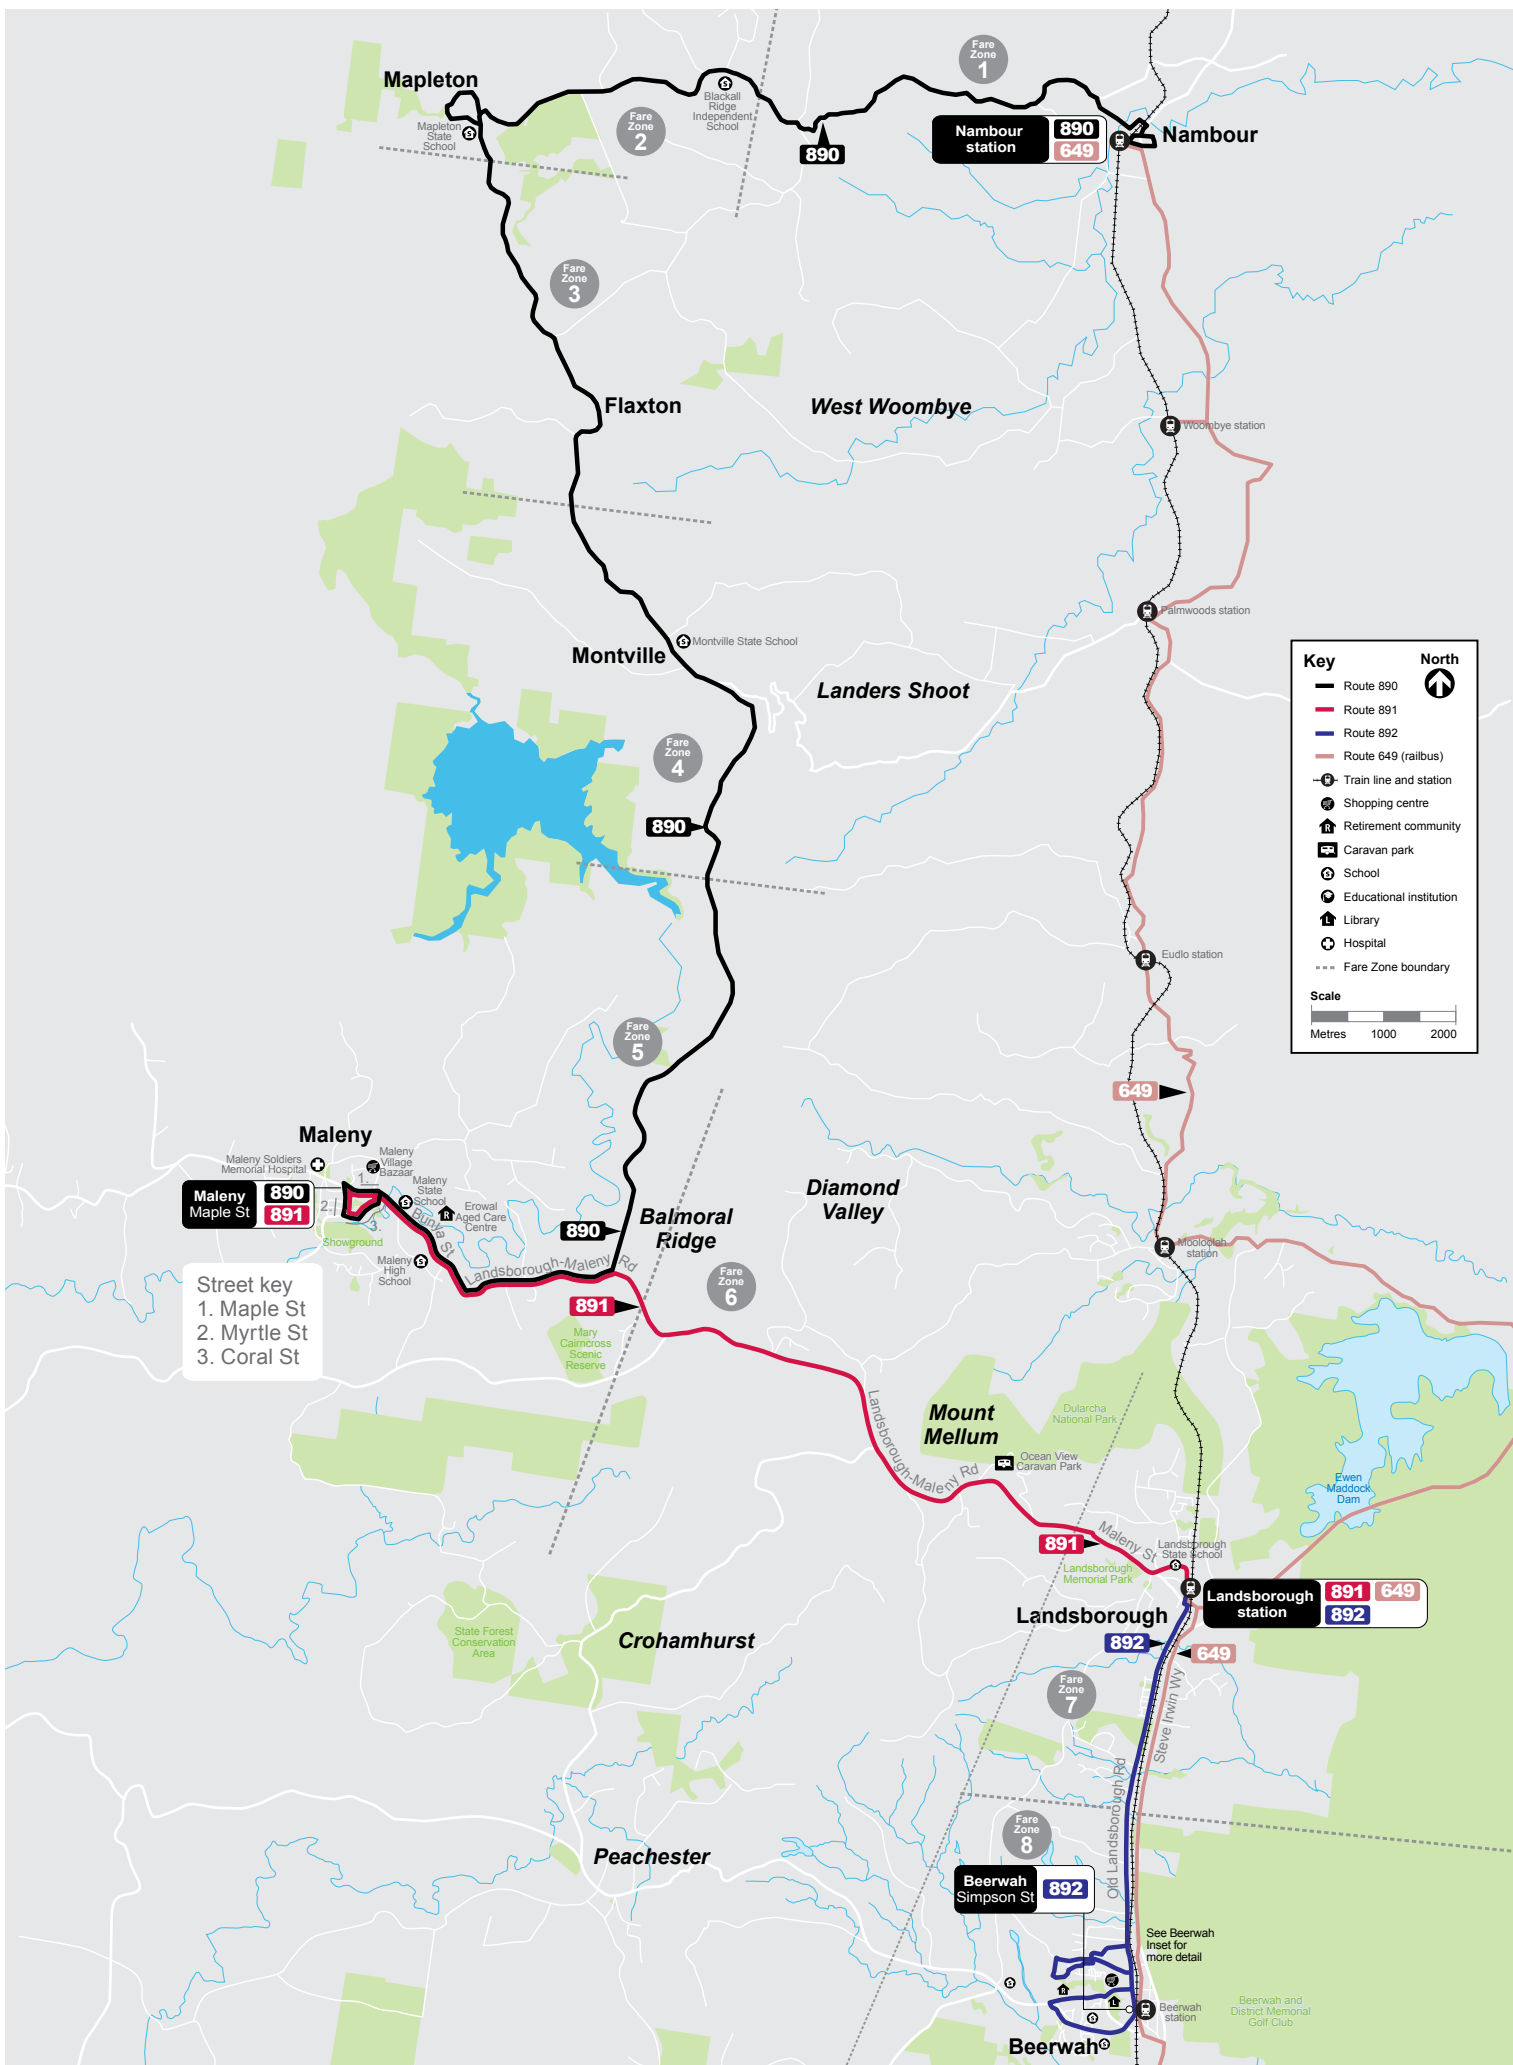 Fare
Zone
1
Mapleton
Blackall
Ridge
Independent
School
Mapleton
State
School
Fare
Zone
2
Nambour
station
890
649
Nambour
890
Fare
Zone
3
Flaxton
West Woombye
Woombye station
Palmwoods station
Montville State School
Montville
Landers Shoot
Fare
Zone
4
890
Key
North
Route 890
Route 891
Route 892
Route 649 (railbus)
Train line and station
Shopping centre
R
Retirement community
Caravan park
S
School
Educational institution
L
Library
Hospital
Fare Zone boundary
Scale
Metres 1000 2000
Eudlo station
Fare
Zone
5
649
Maleny
Maleny Soldiers
Memorial Hospital
Maleny
Village
Bazaar
Maleny
State
School
Maleny
Maple St
890
891
1.
2.
3.
Bunya St
Erowal
Aged Care
Centre
Showground
Maleny
High
School
890
Balmoral
Ridge
Diamond
Valley
Mooloolah
station
Landsborough-Maleny Rd
Fare
Zone
6
891
Street key
1. Maple St
2. Myrtle St
3. Coral St
Mary
Cairncross
Scenic
Reserve
Landsborough-Maleny Rd
Mount
Mellum
Dularcha
National Park
Ocean View
Caravan Park
Ewen
Maddock
Dam
891
Maleny St
Landsborough
State School
Landsborough
Memorial Park
Landsborough
Landsborough
station
891 649
892
892
649
State Forest
Conservation
Area
Crohamhurst
Fare
Zone
7
Steve Irwin Wy
Old Landsborough Rd
Fare
Zone
8
Peachester
Beerwah
Simpson St
892
See Beerwah
Inset for
more detail
Beerwah
station
Beerwah and
District Memorial
Golf Club
Beerwah